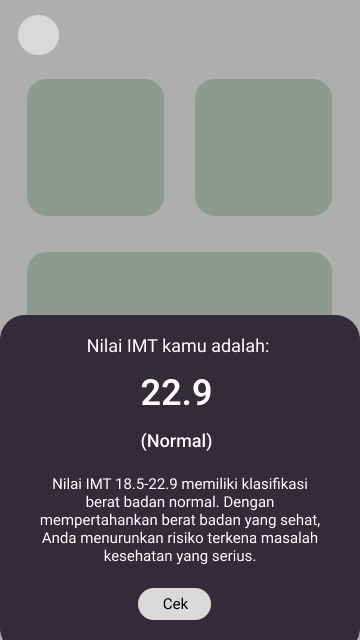 Nilai IMT kamu adalah:
22.9
(Normal)
Nilai IMT 18.5-22.9 memiliki klasifikasi
berat badan normal. Dengan
mempertahankan berat badan yang sehat,
Anda menurunkan risiko terkena masalah
kesehatan yang serius.
Cek